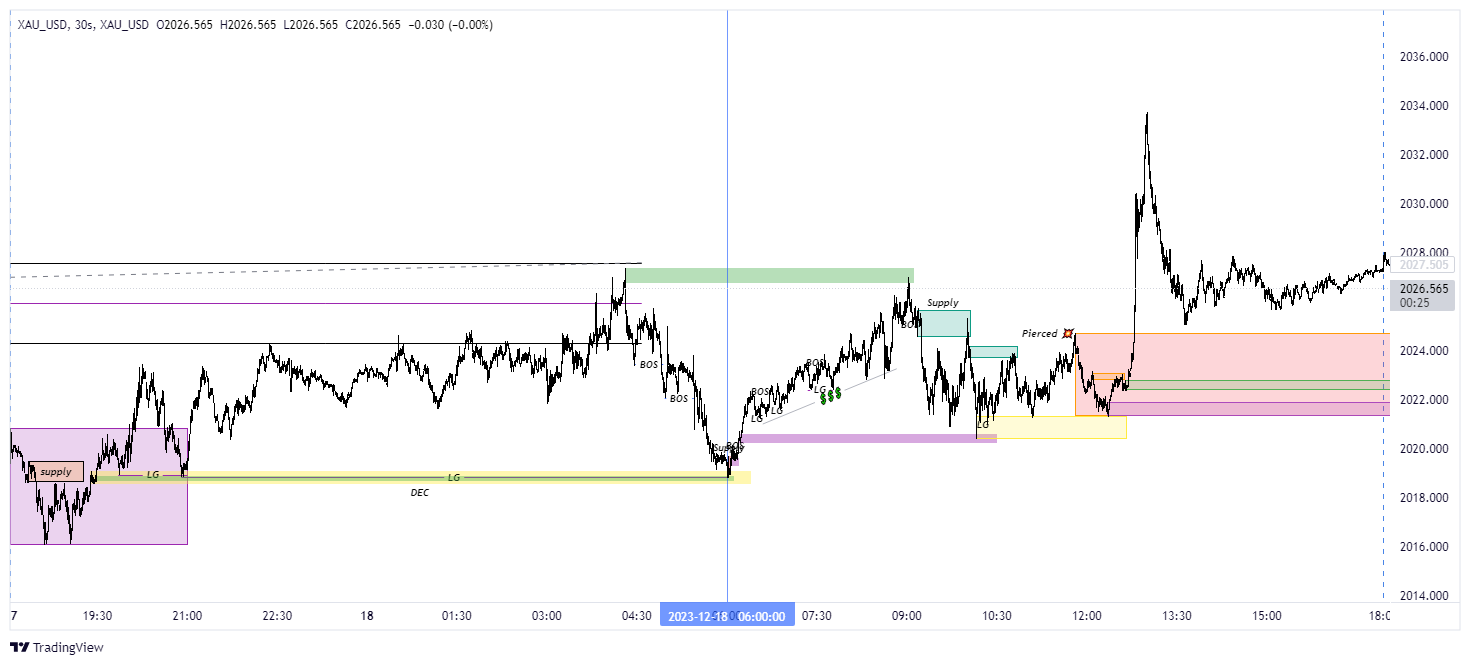 XAU_USD, 30s, XAU_USD O2026.565 H2026.565 L2026.565 C2026.565 −0.030 (−0.00%)
2036.000
2034.000
2032.000
2030.000
2028.000
2027.505
2026.565
00:25
Supply
BOS
Pierced
2024.000
BOS
BOS
BOS
BOS
LG
2022.000
LG
LG
LG
2020.000
Supply
BOS
supply
LG
LG
DEC
2018.000
2016.000
2014.000
7 19:30 21:00 22:30 18 01:30 03:00 04:30 2023-12-18 06:00:00 07:30 09:00 10:30 12:00 13:30 15:00 18:0
TradingView